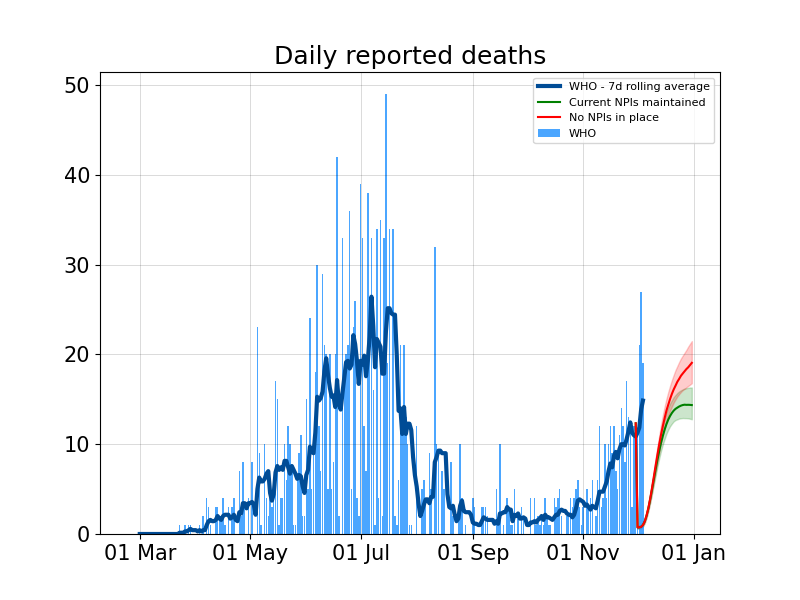 Daily reported deaths
WHO - 7d rolling average
Current NPIs maintained
No NPIs in place
WHO
50
40
30
20
10
0
01 Mar
01 May
01 Jul
01 Sep
01 Nov
01 Jan